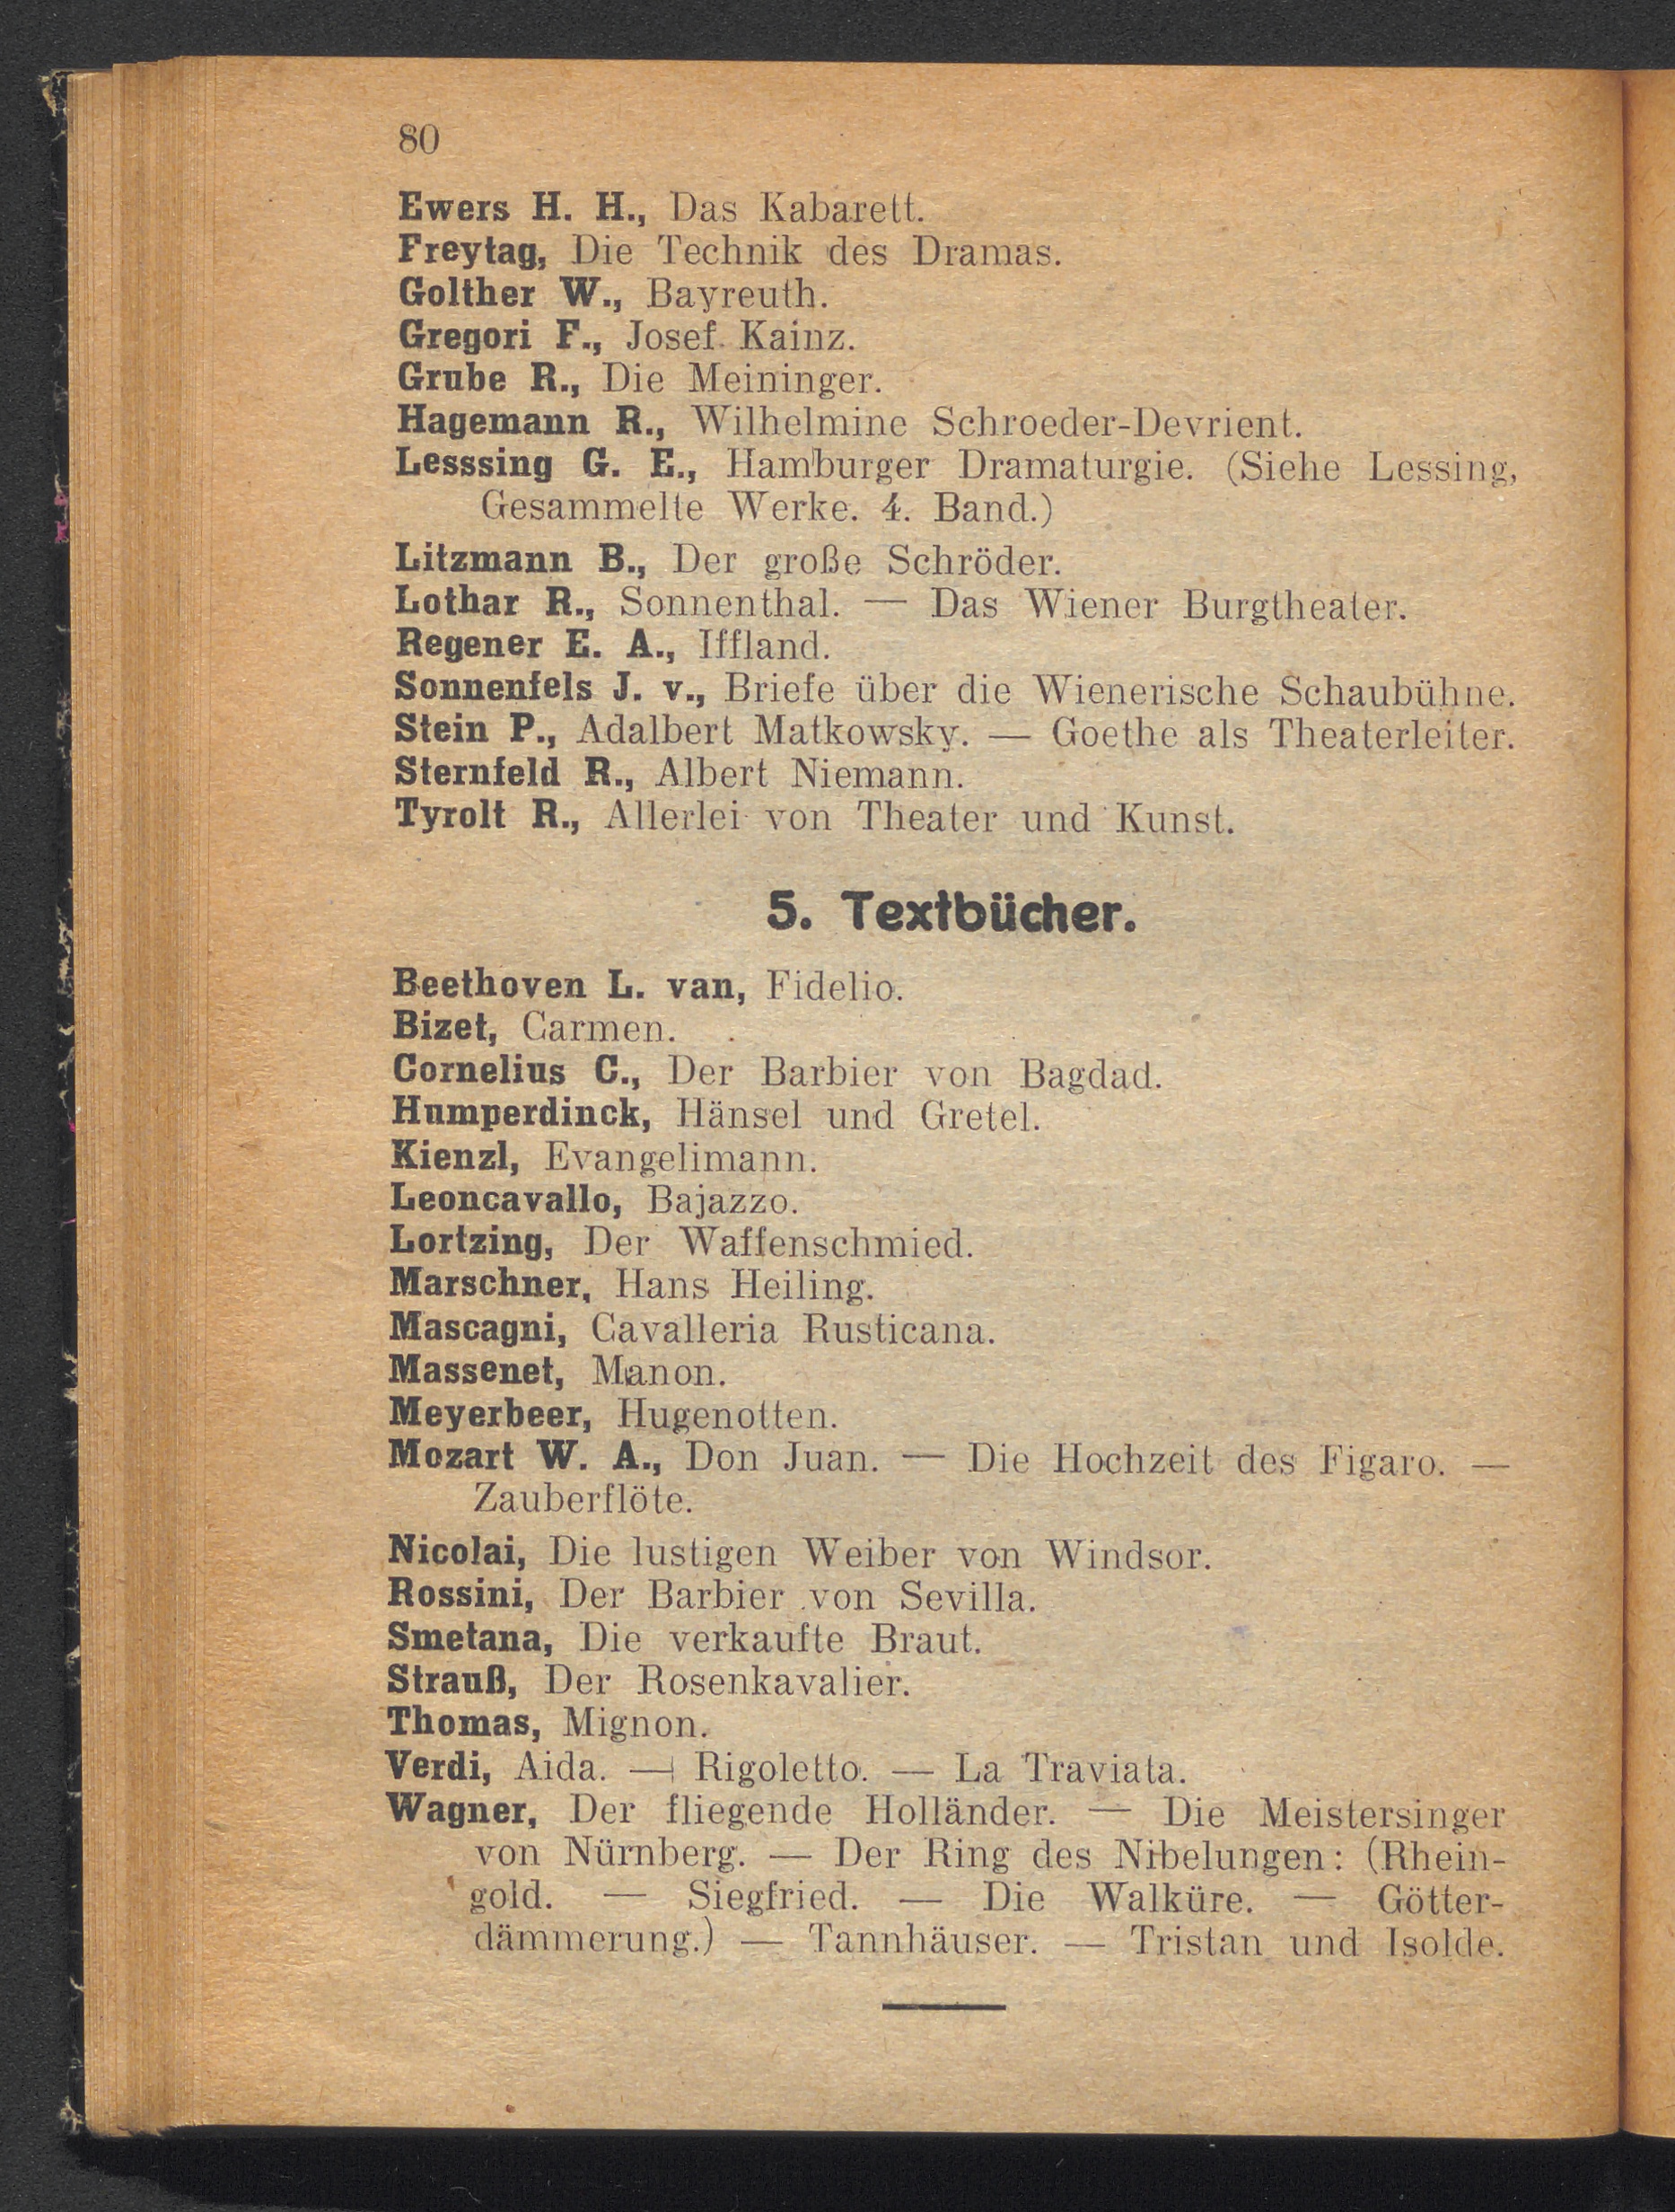 80
Ewers H. H., Das Kabarett.
Freytag, Die Technik des Dramas.
Golther W., Bayreuth.
Gregori F., Josef Kainz.
Grube R., Die Meininger.
Hagemann R., Wilhelmine Schroeder-Devrient.
Lesssing G. E., Hamburger Dramaturgie. (Siehe Lessing,
Gesammelte Werke. 4. Band.)
Litzmann B., Der große Schröder.
Lothar R., Sonnenthal. — Das Wiener Burgtheater.
Regener E. A., Iffland.
Sonnenfels J. v., Briefe über die Wienerische Schaubühne.
Stein P., Adalbert Matkowsky. — Goethe als Theaterleiter.
Sternfeld R., Albert Niemann.
Tyrolt R., Allerlei von Theater und Kunst.
5. Textbücher.
Beethoven L. van, Fidelio.
Bizet, Carmen.
Cornelius C., Der Barbier von Bagdad.
Humperdinck, Hänsel und Gretel.
Kienzl, Evangelimann.
Leoncavallo, Bajazzo.
Lortzing, Der Waffenschmied.
Marschner, Hans Heiling.
Mascagni, Cavalleria Rusticana.
Massenet, Manon.
Meyerbeer, Hugenotten.
Mozart W. A., Don Juan. — Die Hochzeit des Figaro. —
Zauberflöte.
Nicolai, Die lustigen Weiber von Windsor.
Rossini, Der Barbier von Sevilla.
Smetana, Die verkaufte Braut.
Strauß, Der Rosenkavalier.
Thomas, Mignon.
Verdi, Aida. — Rigoletto. — La Traviata.
Wagner, Der fliegende Holländer. — Die Meistersinger
von Nürnberg. — Der Ring des Nibelungen: (Rhein-
gold. — Siegfried. — Die Walküre. — Götter-
dämmerung.) — Tannhäuser. — Tristan und Isolde.